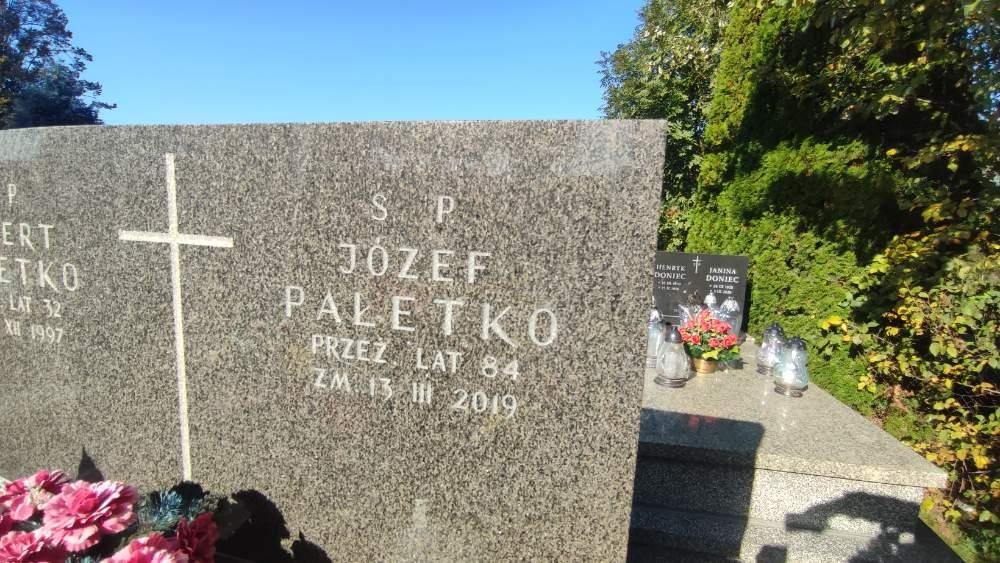 P
ERT
ETKO
LAT 32
XII 1997
S P
JÓZEF
PAŁETKO
PRZEŻ LAT 84
ZM. 13 III 2019
HENRYK
DONIEC
JANINA
DONIEC